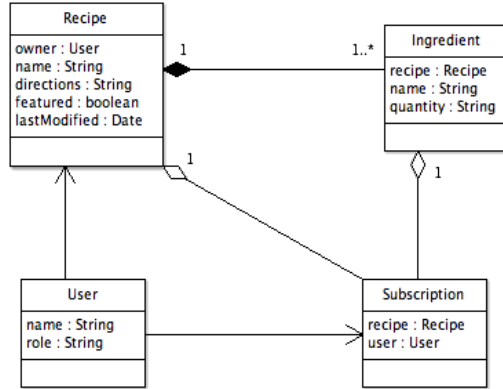 Recipe
owner : User
name : String
directions : String
featured : boolean
lastModified : Date
1
1..*
Ingredient
recipe : Recipe
name : String
quantity : String
1
1
User
name : String
role : String
Subscription
recipe : Recipe
user : User